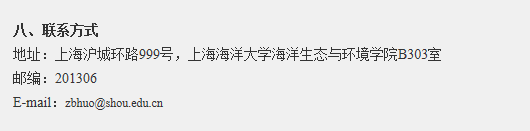 八、联系方式
地址：上海沪城环路999号，上海海洋大学海洋生态与环境学院B303室
邮编：201306
E-mail：zbhuo@shou.edu.cn